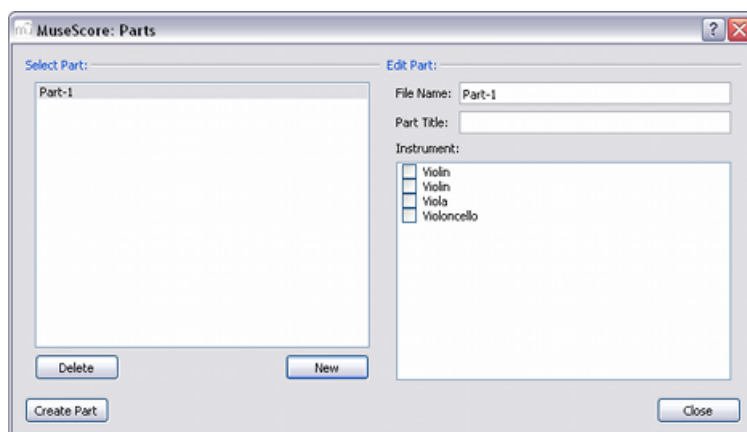 MuseScore: Parts
Select Part:
Part-1
Delete
New
Create Part
Edit Part:
File Name: Part-1
Part Title:
Instrument:
Violin
Violin
Viola
Violoncello
Close